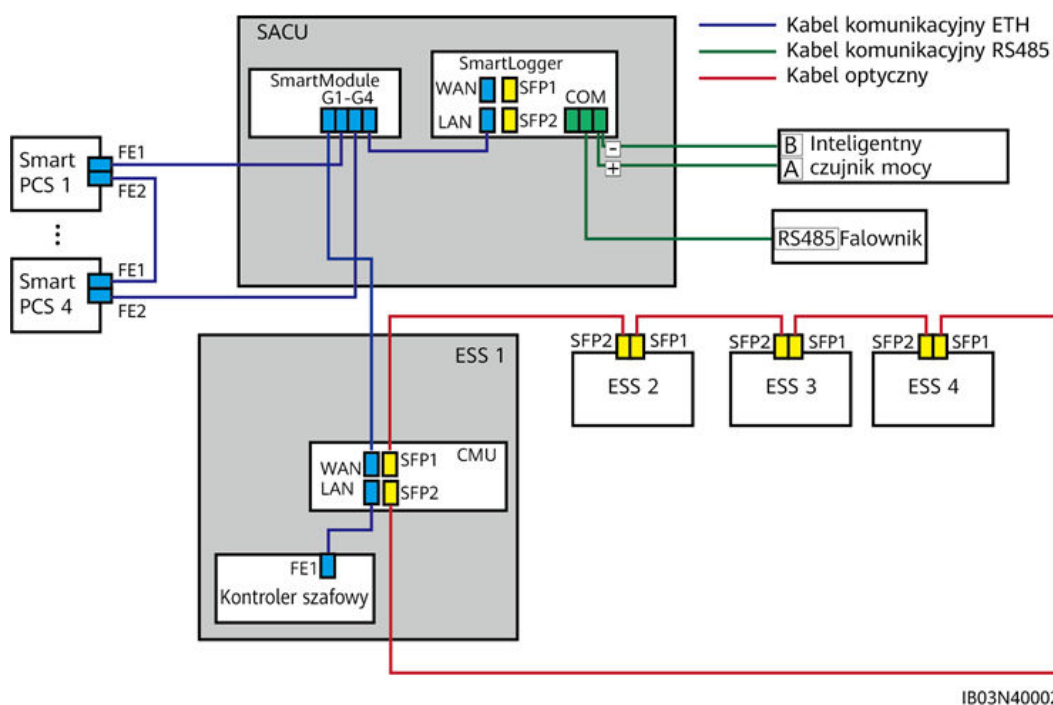 SACU
SmartModule
G1-G4
SmartLogger
WAN
SFP1
COM
LAN
SFP2
Kabel komunikacyjny ETH
Kabel komunikacyjny RS485
Kabel optyczny
Smart
PCS 1
FE1
FE2
Smart
PCS 4
FE1
FE2
B
Inteligentny
A
czujnik mocy
RS485
Falownik
ESS 1
SFP2
SFP1
ESS 2
SFP2
SFP1
ESS 3
SFP2
SFP1
ESS 4
WAN
SFP1
CMU
LAN
SFP2
FE1
Kontroler szafowy
-
+